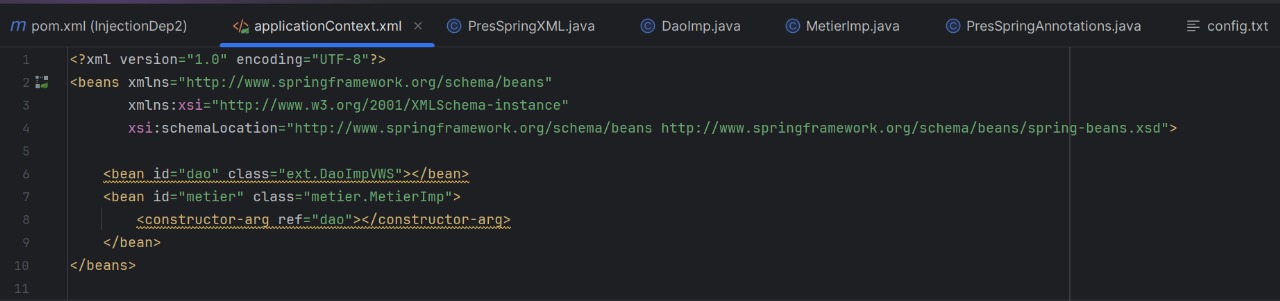 pom.xml (InjectionDep2) applicationContext.xml PresSpringXML.java DaoImp.java MetierImp.java PresSpringAnnotations.java config.txt
1 <?xml version="1.0" encoding="UTF-8"?>
2 <beans xmlns="http://www.springframework.org/schema/beans"
3 xmlns:xsi="http://www.w3.org/2001/XMLSchema-instance"
4 xsi:schemaLocation="http://www.springframework.org/schema/beans http://www.springframework.org/schema/beans/spring-beans.xsd">
5
6 <bean id="dao" class="ext.DaoImpVWS"></bean>
7 <bean id="metier" class="metier.MetierImp">
8 <constructor-arg ref="dao"></constructor-arg>
9 </bean>
10 </beans>
11